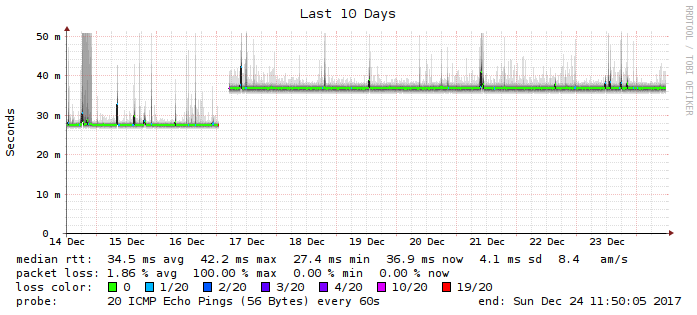 Last 10 Days
RRDTOOL / TOBI OETIKER
Seconds
50 m
40 m
30 m
20 m
10 m
0
14 Dec 15 Dec 16 Dec 17 Dec 18 Dec 19 Dec 20 Dec 21 Dec 22 Dec 23 Dec
median rtt: 34.5 ms avg 42.2 ms max 27.4 ms min 36.9 ms now 4.1 ms sd 8.4 am/s
packet loss: 1.86 % avg 100.00 % max 0.00 % min 0.00 % now
loss color: 0 1/20 2/20 3/20 4/20 10/20 19/20
probe: 20 ICMP Echo Pings (56 Bytes) every 60s end: Sun Dec 24 11:50:05 2017